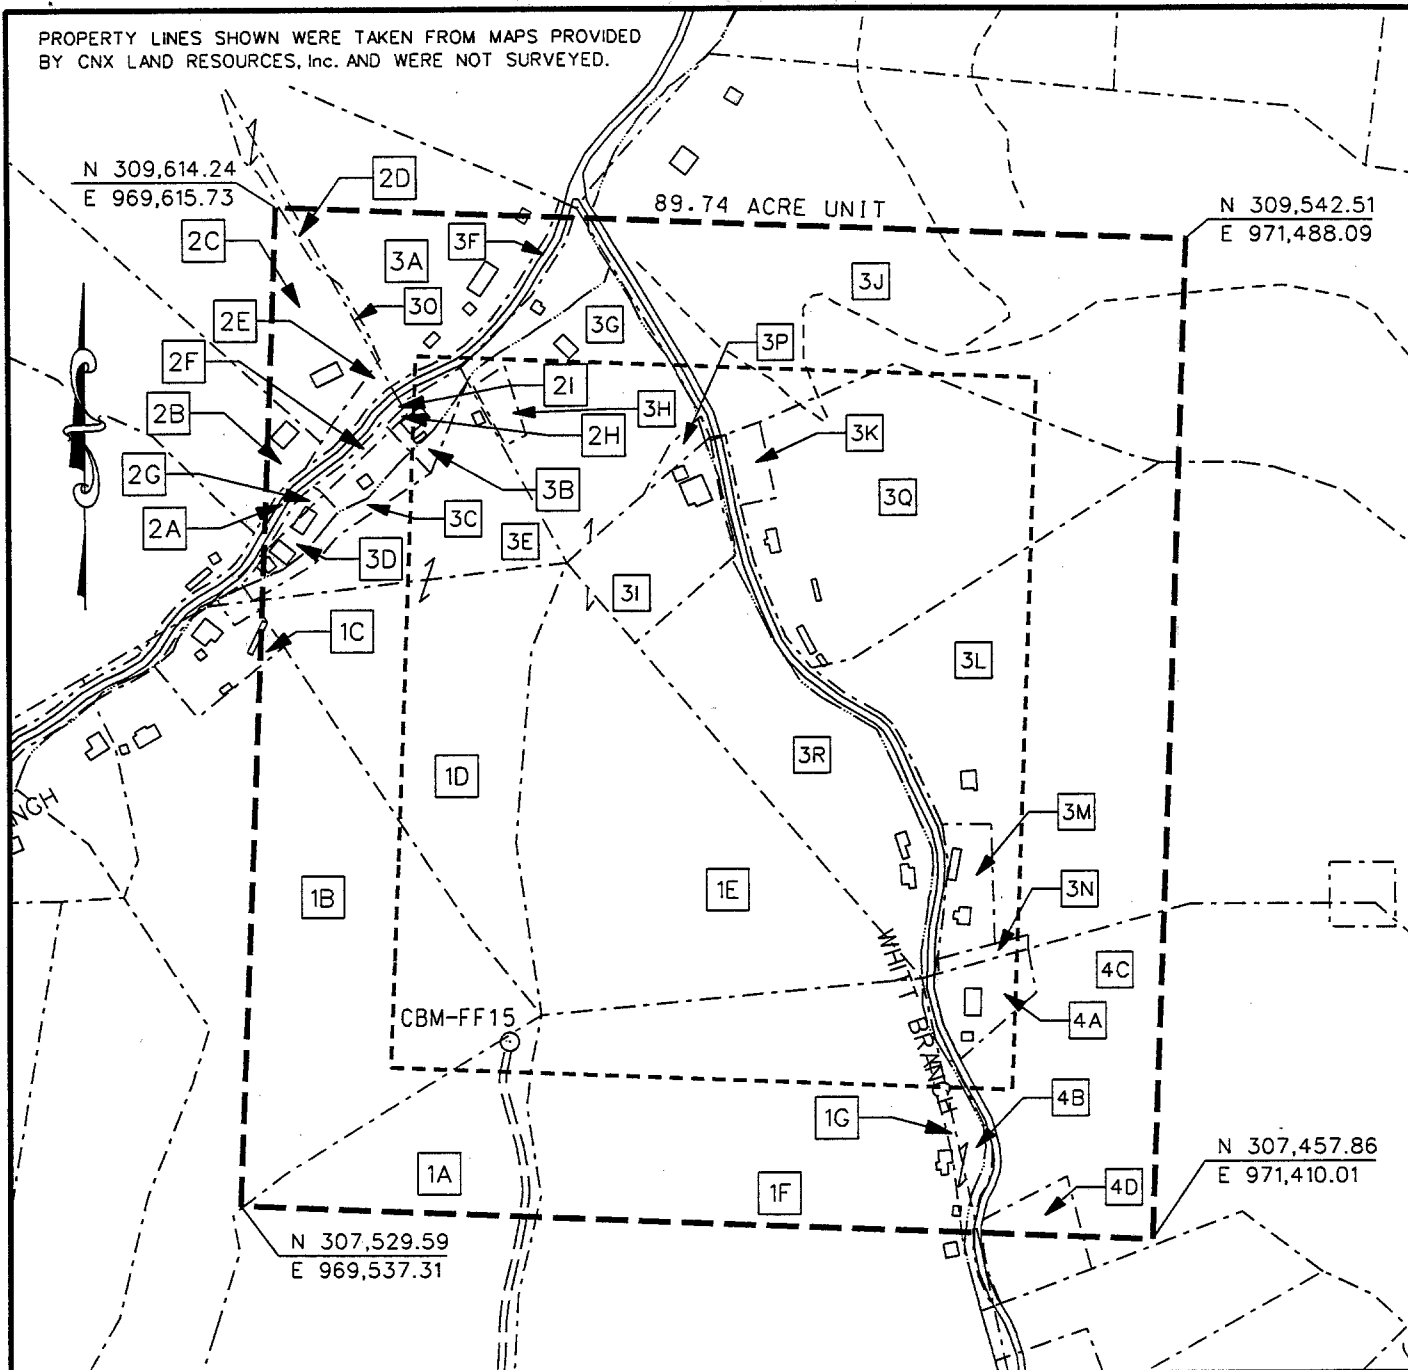 PROPERTY LINES SHOWN WERE TAKEN FROM MAPS PROVIDED
BY CNX LAND RESOURCES, Inc. AND WERE NOT SURVEYED.
N 309,614.24
E 969,615.73
2D
89.74 ACRE UNIT
N 309,542.51
E 971,488.09
2C
3F
3A
3J
2E
3O
3G
3P
2F
2I
2B
3H
2H
3K
2G
3B
3Q
2A
3C
3D
3E
3I
1C
3L
1D
3R
NGH
3M
1B
1E
3N
WHITT BRANCH
4C
CBM-FF15
4A
4B
1G
N 307,457.86
E 971,410.01
1A
1F
4D
N 307,529.59
E 969,537.31